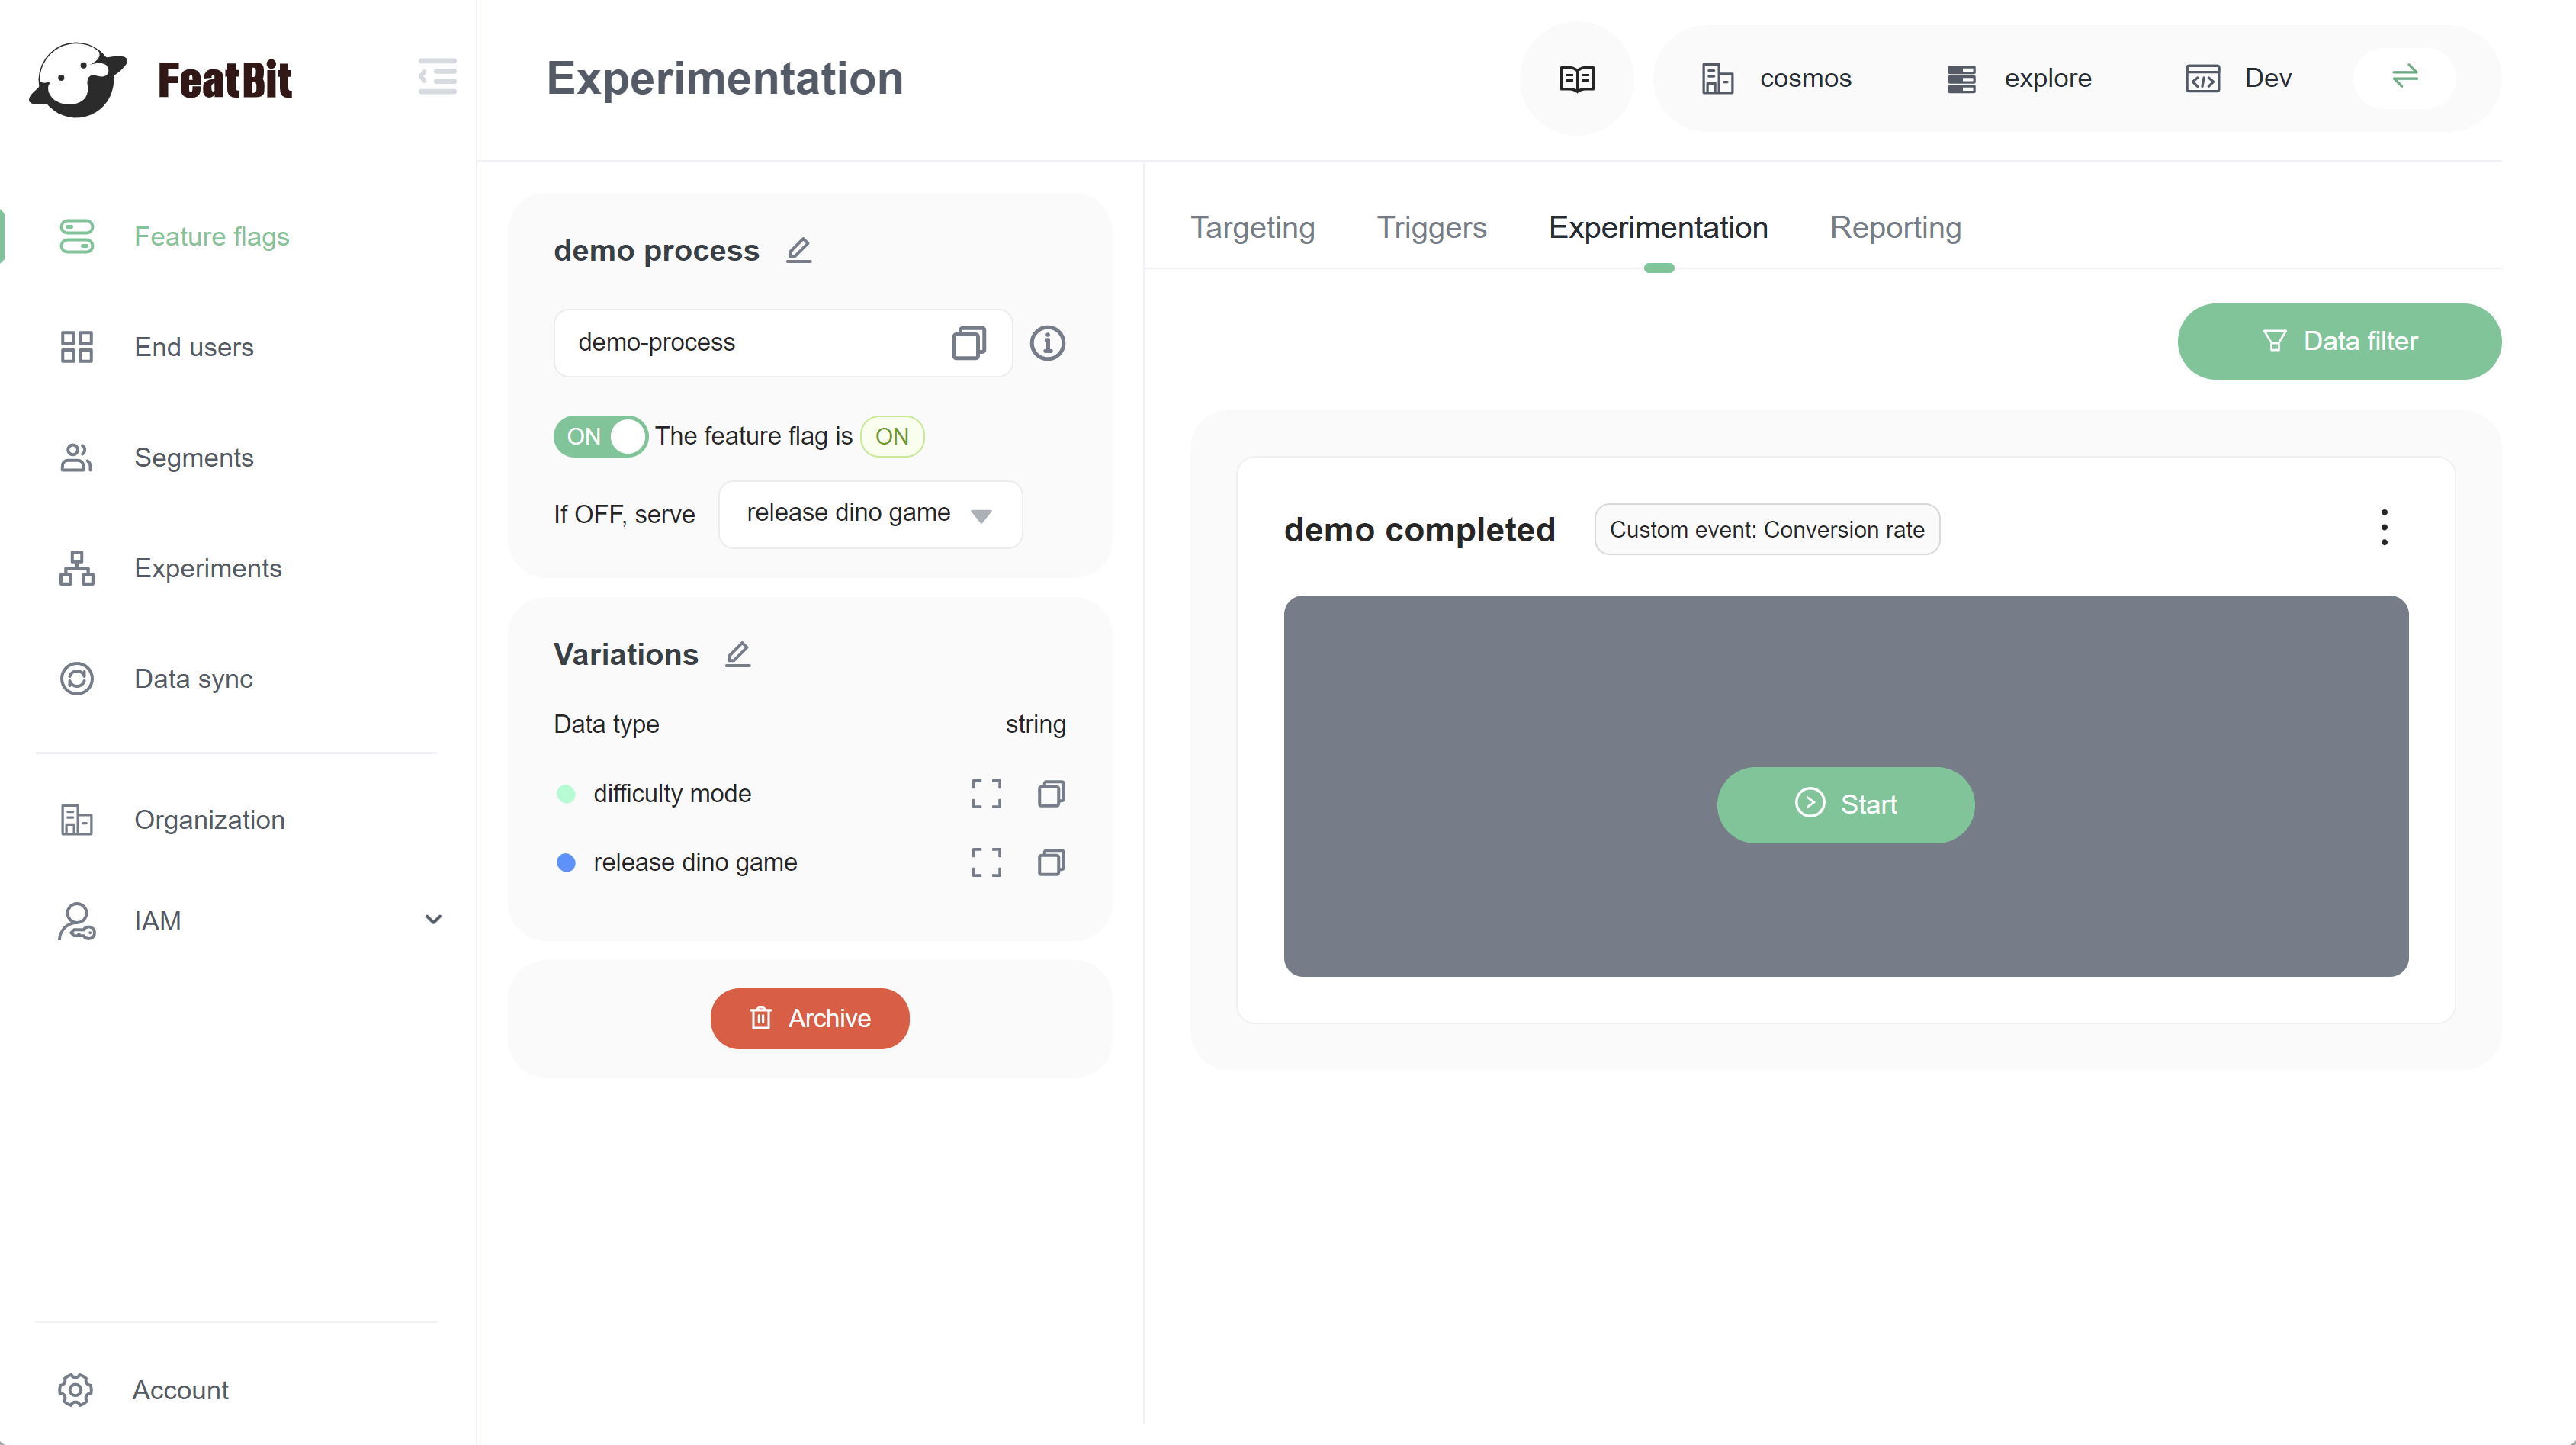 FeatBit
Experimentation
cosmos
explore
Dev
Feature flags
End users
Segments
Experiments
Data sync
Organization
IAM
Account
demo process
demo-process
ON The feature flag is ON
If OFF, serve release dino game
Variations
Data type string
difficulty mode
release dino game
Archive
Targeting Triggers Experimentation Reporting
Data filter
demo completed Custom event: Conversion rate
Start